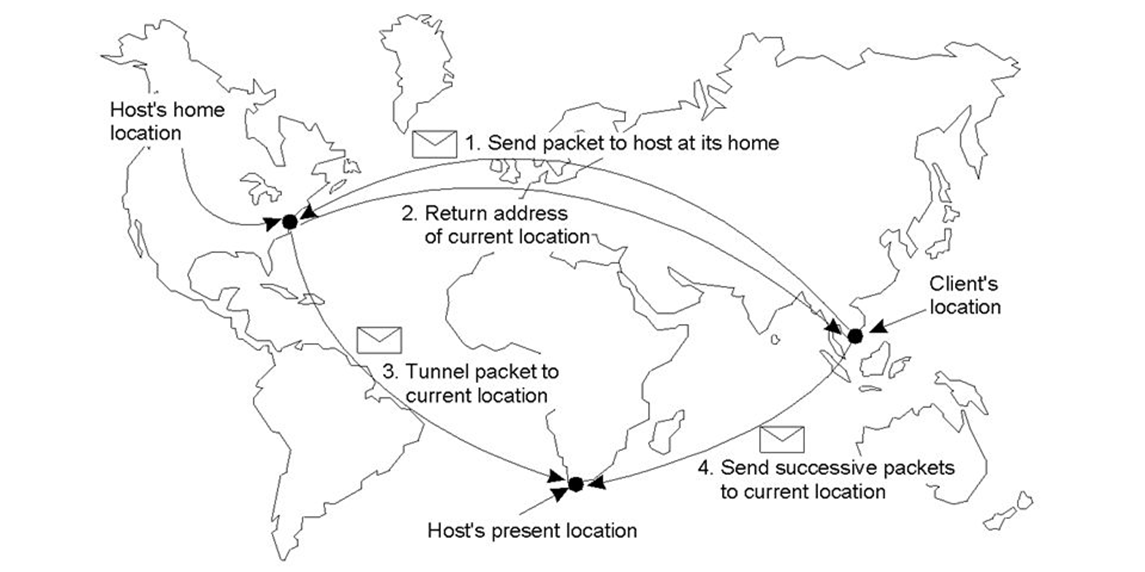 Host's home
location
1. Send packet to host at its home
2. Return address
of current location
Client's
location
3. Tunnel packet to
current location
4. Send successive packets
to current location
Host's present location